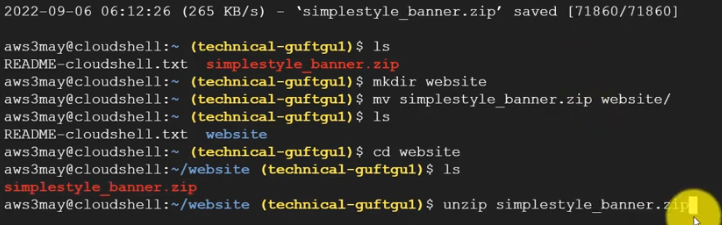 2022-09-06 06:12:26 (265 KB/s) - ‘simplestyle_banner.zip’ saved [71860/71860]
aws3may@cloudshell:~ (technical-guftgu1)$ ls
README-cloudshell.txt  simplestyle_banner.zip
aws3may@cloudshell:~ (technical-guftgu1)$ mkdir website
aws3may@cloudshell:~ (technical-guftgu1)$ mv simplestyle_banner.zip website/
aws3may@cloudshell:~ (technical-guftgu1)$ ls
README-cloudshell.txt  website
aws3may@cloudshell:~ (technical-guftgu1)$ cd website
aws3may@cloudshell:~/website (technical-guftgu1)$ ls
simplestyle_banner.zip
aws3may@cloudshell:~/website (technical-guftgu1)$ unzip simplestyle_banner.zip